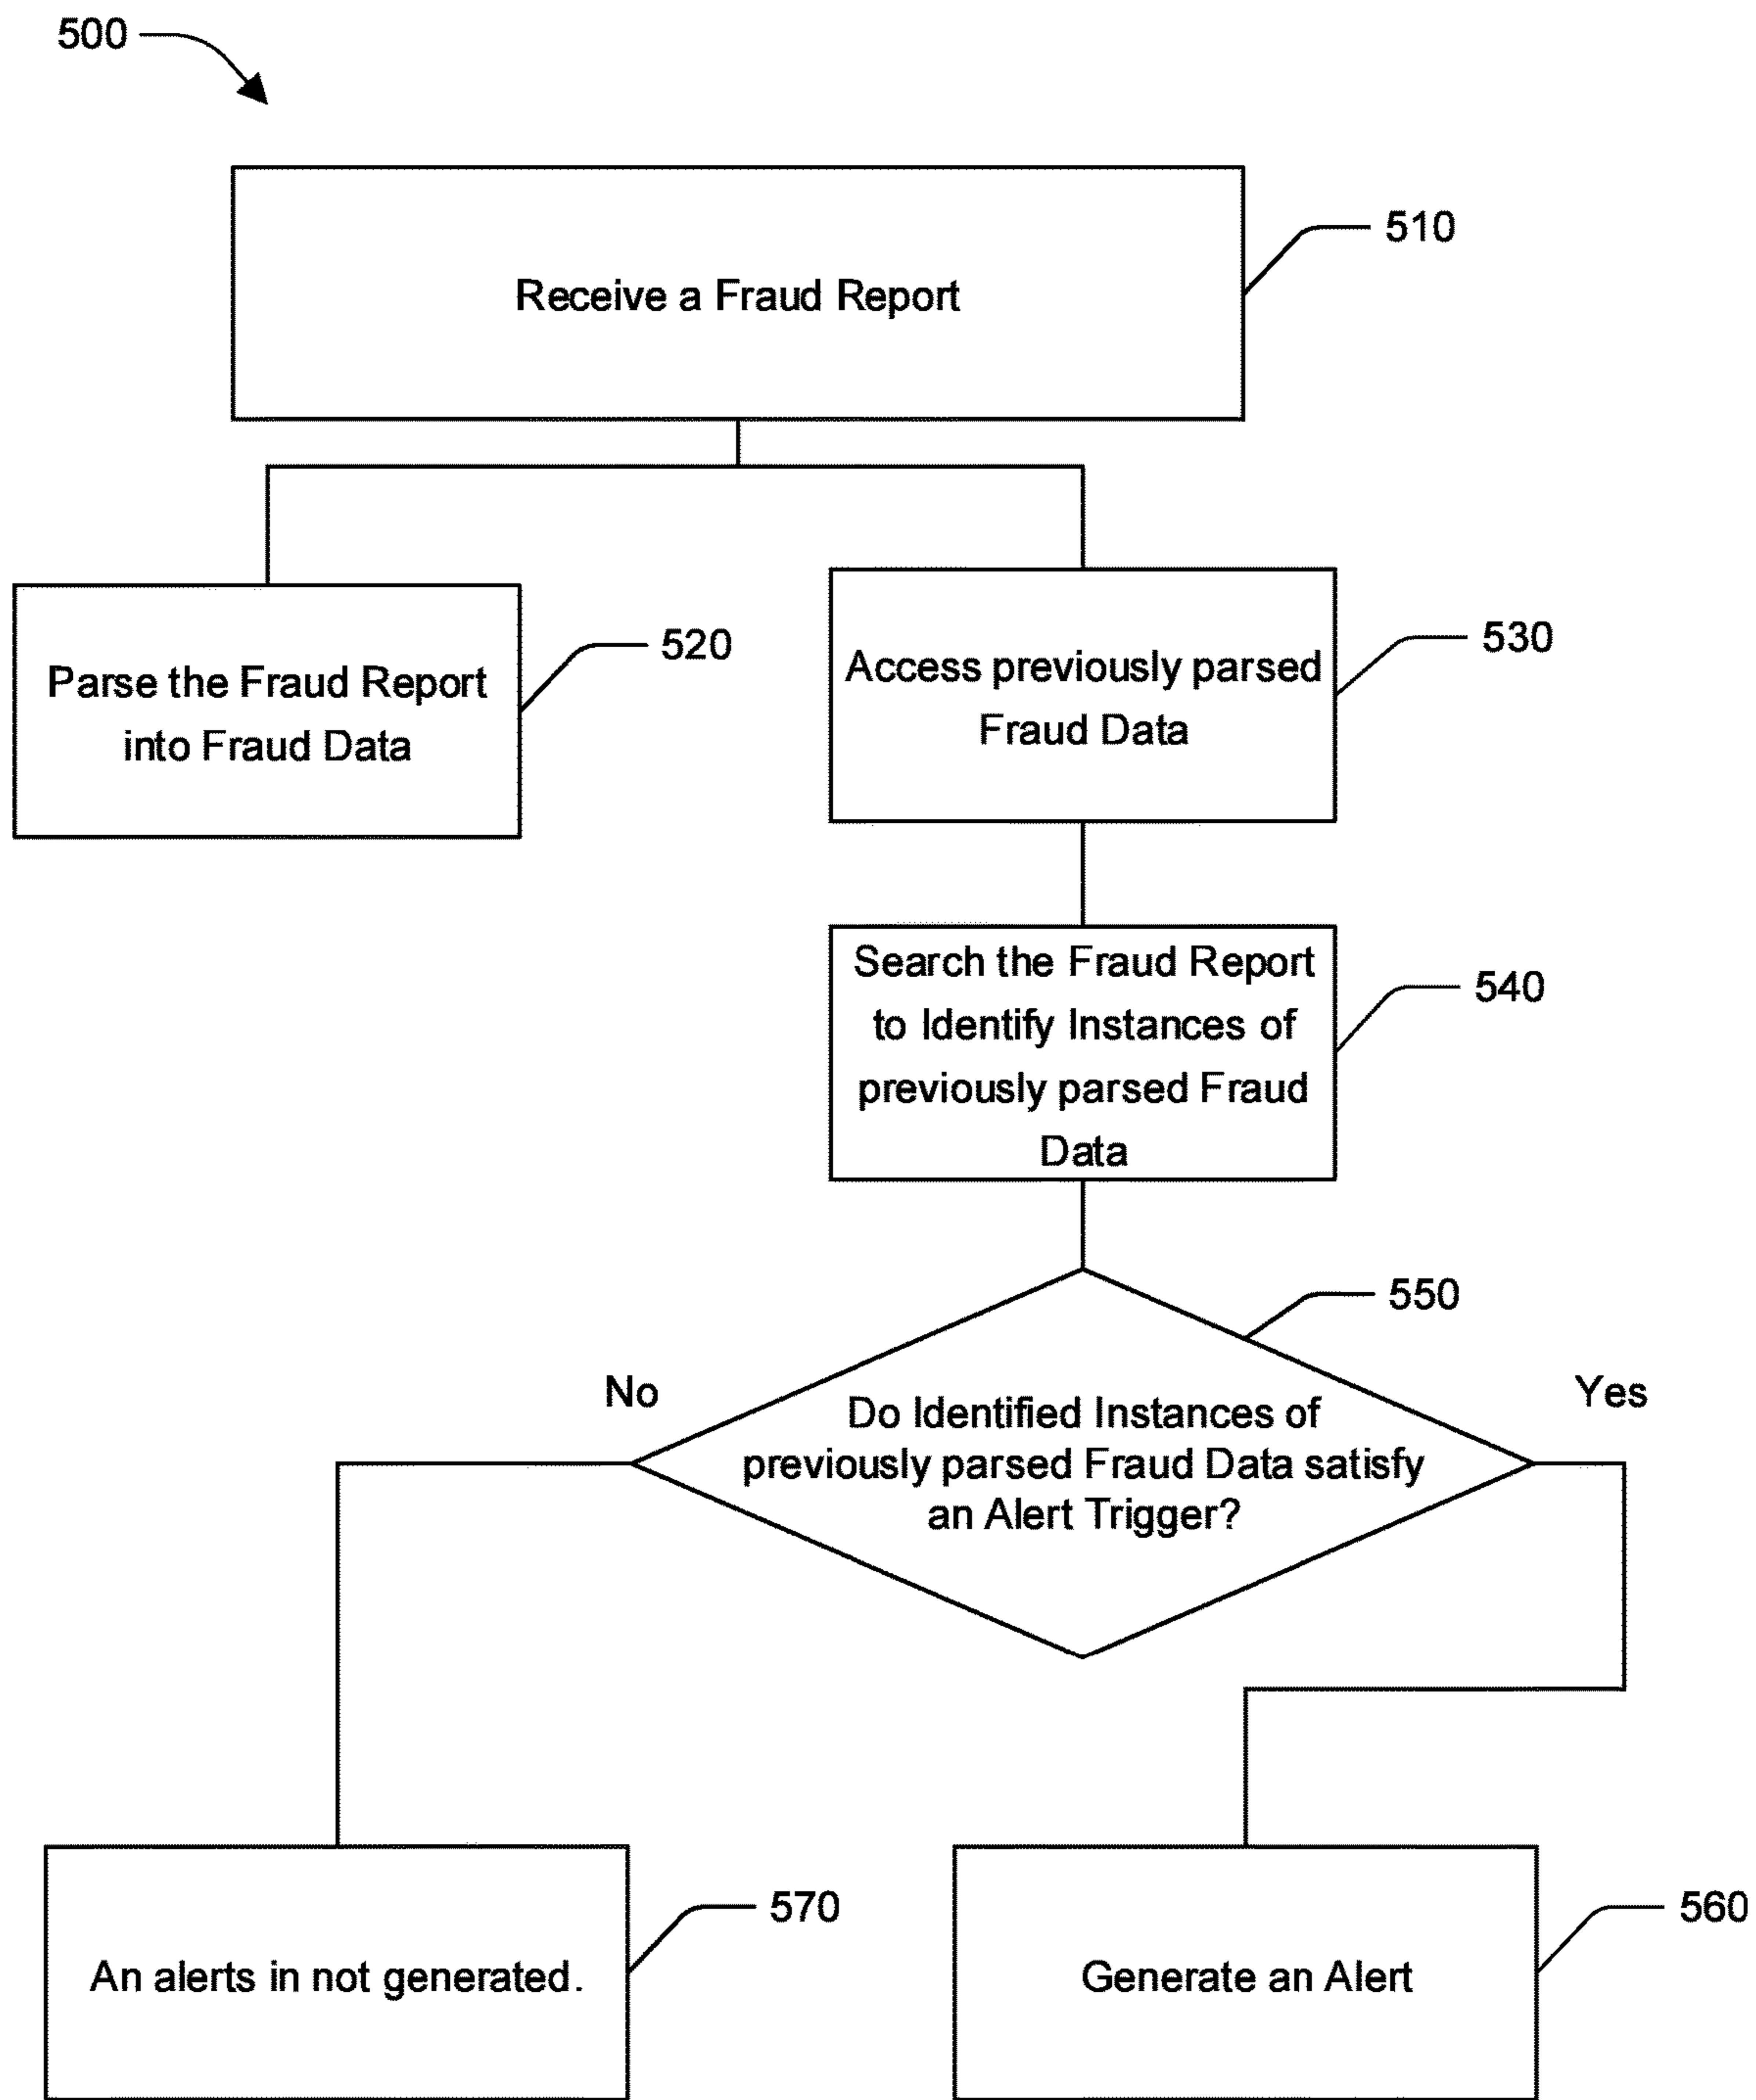 500
510
Receive a Fraud Report
520
Parse the Fraud Report
into Fraud Data
530
Access previously parsed
Fraud Data
Search the Fraud Report
to Identify Instances of
previously parsed Fraud
Data
540
550
No
Yes
Do Identified Instances of
previously parsed Fraud Data satisfy
an Alert Trigger?
570
An alerts in not generated.
560
Generate an Alert